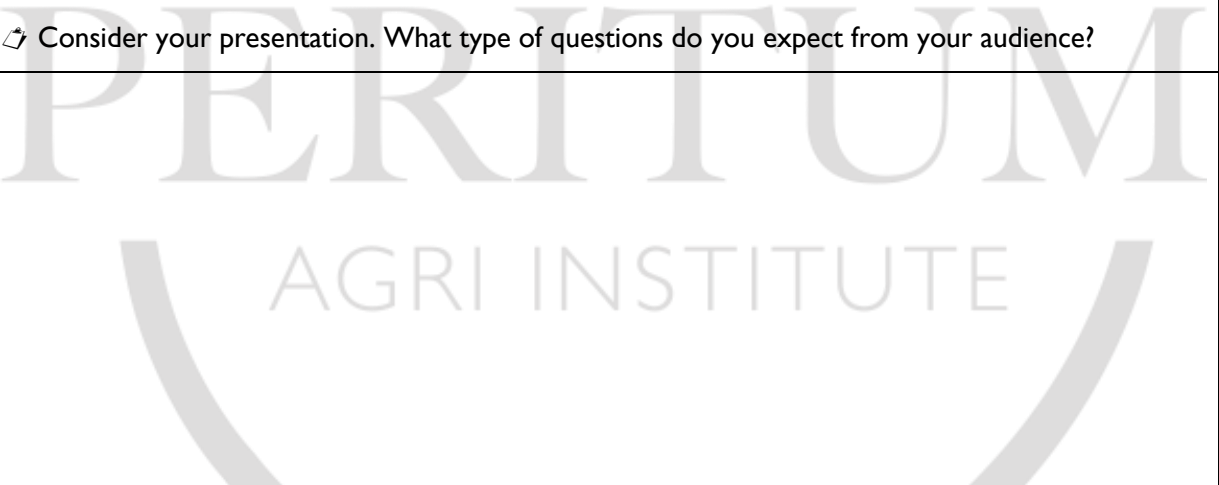 Consider your presentation. What type of questions do you expect from your audience?
PERITUM
AGRI INSTITUTE